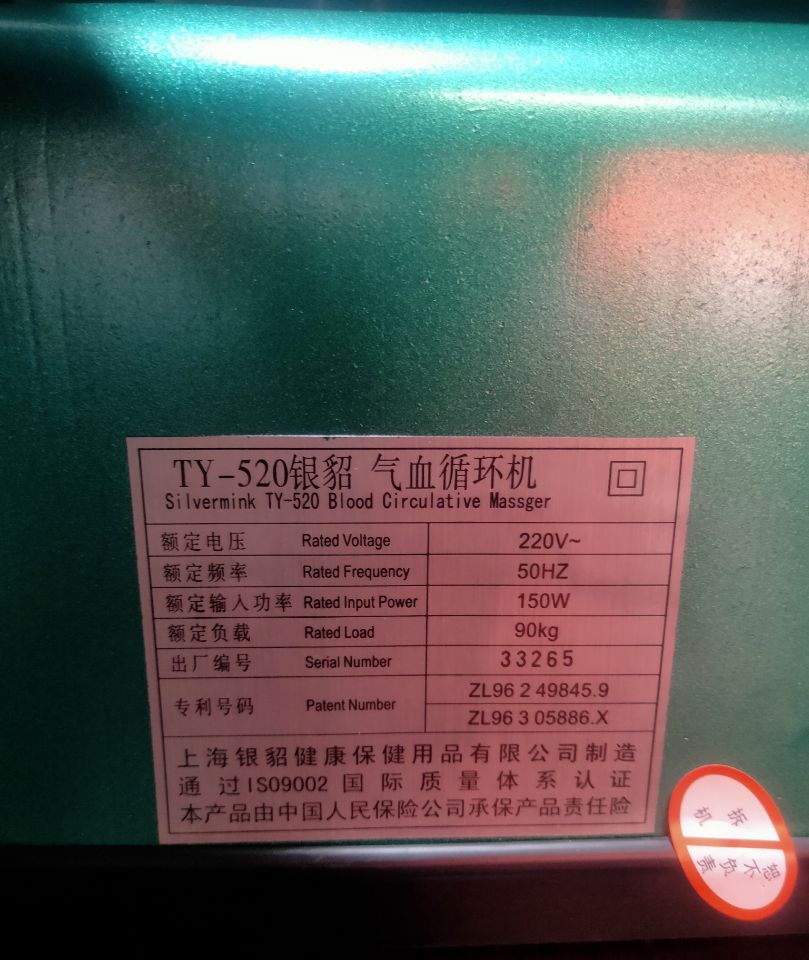 TY-520银貂 气血循环机
Silvermink TY-520 Blood Circulative Massger
额定电压 Rated Voltage 220V~
额定频率 Rated Frequency 50HZ
额定输入功率 Rated Input Power 150W
额定负载 Rated Load 90kg
出厂编号 Serial Number 33265
专利号码 Patent Number ZL96 2 49845.9
ZL96 3 05886.X
上海银貂健康保健用品有限公司制造
通过ISO9002国际质量体系认证
本产品由中国人民保险公司承保产品责任险
拆机
恕不负责